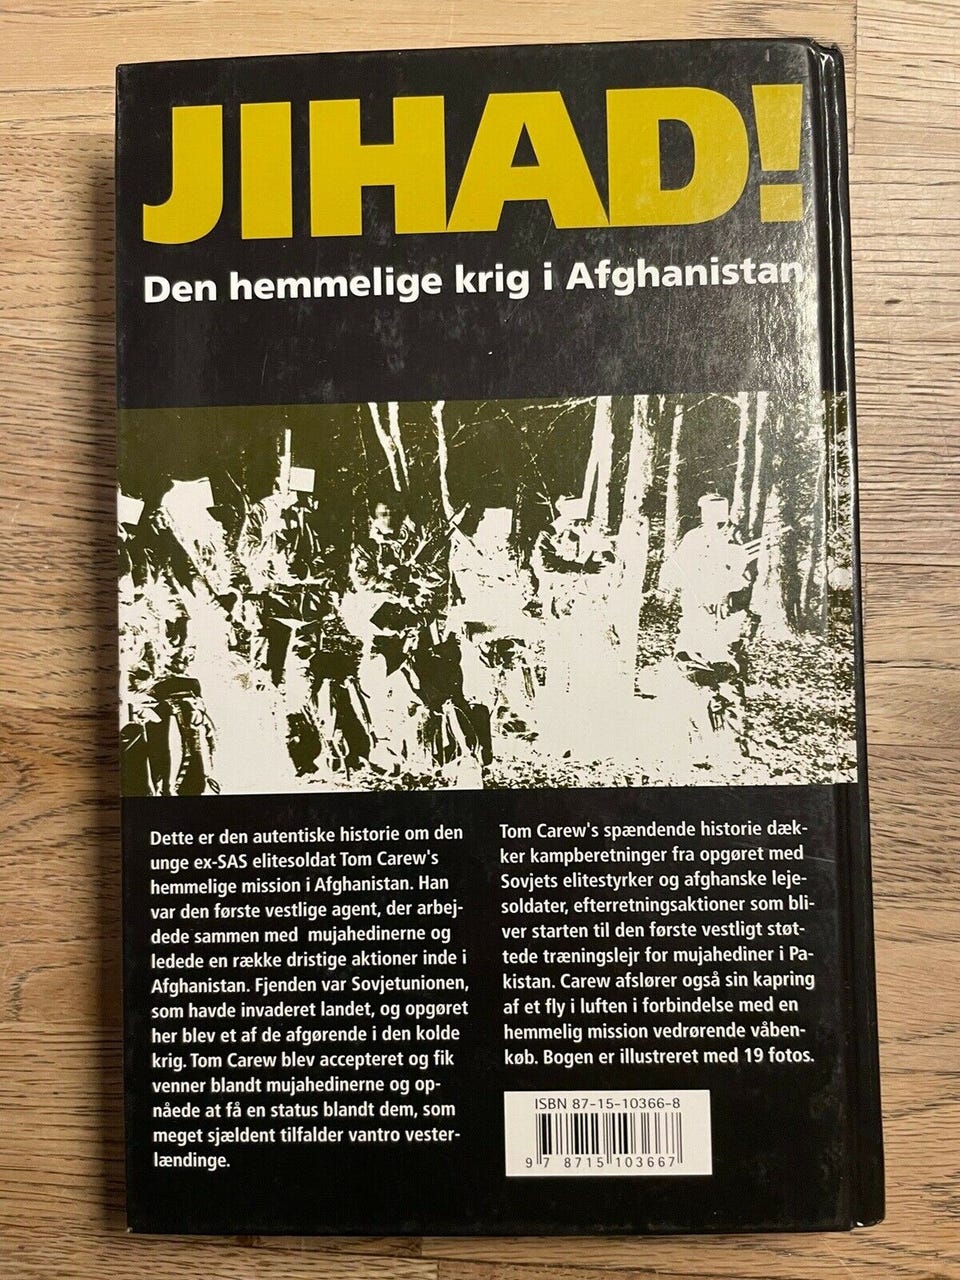 JIHAD!
Den hemmelige krig i Afghanistan
Dette er den autentiske historie om den
unge ex-SAS elitesoldat Tom Carew's
hemmelige mission i Afghanistan. Han
var den første vestlige agent, der arbej-
dede sammen med mujahedinerne og
ledede en række dristige aktioner inde i
Afghanistan. Fjenden var Sovjetunionen,
som havde invaderet landet, og opgøret
her blev et af de afgørende i den kolde
krig. Tom Carew blev accepteret og fik
venner blandt mujahedinerne og op-
nåede at få en status blandt dem, som
meget sjældent tilfalder vantro vester-
lændinge.
Tom Carew's spændende historie dæk-
ker kampberetninger fra opgøret med
Sovjets elitestyrker og afghanske leje-
soldater, efterretningsaktioner som bli-
ver starten til den første vestligt støt-
tede træningslejr for mujahediner i Pa-
kistan. Carew afslører også sin kapring
af et fly i luften i forbindelse med en
hemmelig mission vedrørende våben-
køb. Bogen er illustreret med 19 fotos.
ISBN 87-15-10366-8
9 788715 103667